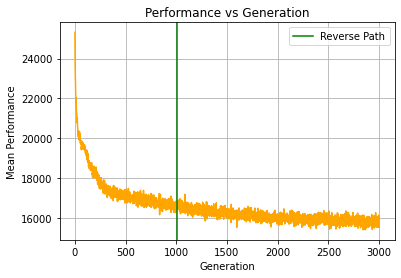 Performance vs Generation
Reverse Path
Mean Performance
24000
22000
20000
18000
16000
0 500 1000 1500 2000 2500 3000
Generation